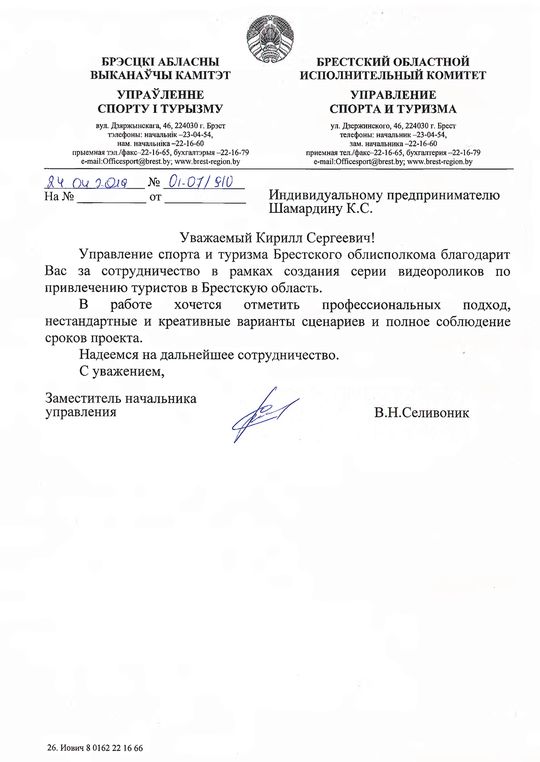 БРЭСЦКІ АБЛАСНЫ
ВЫКАНАЎЧЫ КАМІТЭТ
УПРАЎЛЕННЕ
СПОРТУ І ТУРЫЗМУ
вул. Дзяржынскага, 46, 224030 г. Брэст
тэлефоны: начальнік –23-04-54,
нам. начальніка –22-16-60
прыемная тэл./факс–22-16-65, бухгалтэрыя –22-16-79
e-mail:Officesport@brest.by; www.brest-region.by
БРЕСТСКИЙ ОБЛАСТНОЙ
ИСПОЛНИТЕЛЬНЫЙ КОМИТЕТ
УПРАВЛЕНИЕ
СПОРТА И ТУРИЗМА
ул. Дзержинского, 46, 224030 г. Брест
телефоны: начальник –23-04-54,
зам. начальника –22-16-60
приемная тел./факс–22-16-65, бухгалтерия –22-16-79
e-mail:Officesport@brest.by; www.brest-region.by
24.04.2019 № 01-07/910
На № от
Индивидуальному предпринимателю
Шамардину К.С.
Уважаемый Кирилл Сергеевич!
Управление спорта и туризма Брестского облисполкома благодарит
Вас за сотрудничество в рамках создания серии видеороликов по
привлечению туристов в Брестскую область.
В работе хочется отметить профессиональных подход,
нестандартные и креативные варианты сценариев и полное соблюдение
сроков проекта.
Надеемся на дальнейшее сотрудничество.
С уважением,
Заместитель начальника
управления В.Н.Селивоник
26. Иович 8 0162 22 16 66